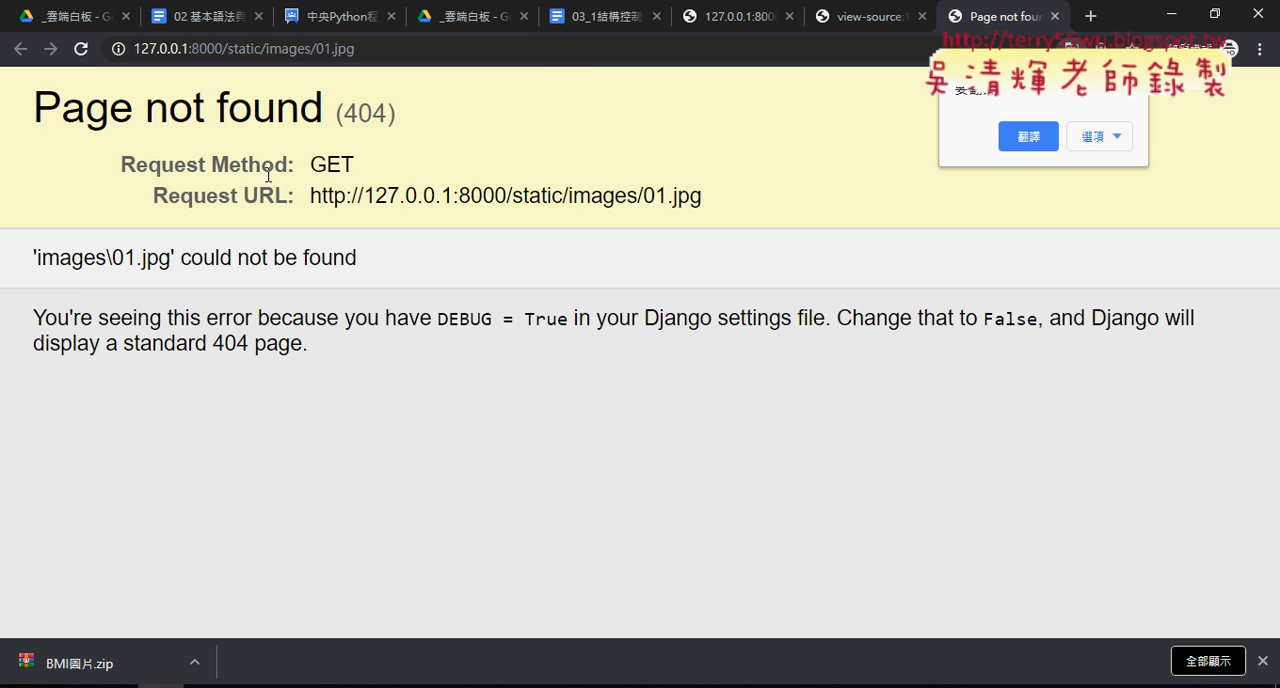 _雲端白板 - G
02 基本語法與
中央Python程
_雲端白板 - G
03_1結構控制
127.0.0.1:800
view-source:1
Page not foun
127.0.0.1:8000/static/images/01.jpg
http://terry55wu.blogspot.tw
吳清輝老師錄製
翻譯
選項
Page not found (404)
Request Method: GET
Request URL: http://127.0.0.1:8000/static/images/01.jpg
'images\01.jpg' could not be found
You're seeing this error because you have DEBUG = True in your Django settings file. Change that to False, and Django will
display a standard 404 page.
BMI圖片.zip
全部顯示